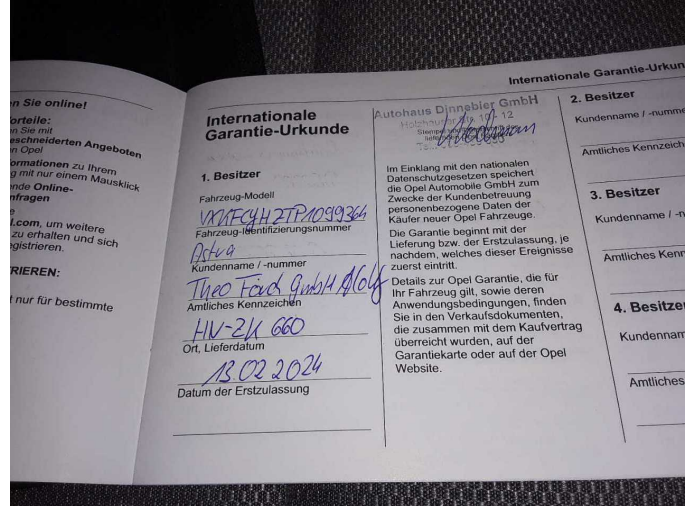 Internationale Garantie-Urkun
n Sie online!
orteile:
n Sie mit
eschneiderten Angeboten
n Opel
ormationen zu Ihrem
g mit nur einem Mausklick
nde Online-
nfragen
l.com, um weitere
zu erhalten und sich
egistrieren.
RIEREN:
nur für bestimmte
Internationale
Garantie-Urkunde
1. Besitzer
Fahrzeug-Modell
Fahrzeug-Identifizierungsnummer
Astra
Kundenname / -nummer
Theo GmbH
Amtliches Kennzeichen
660
Ort, Lieferdatum
13.02.2024
Datum der Erstzulassung
Autohaus Dinnebier GmbH
10-12
Im Einklang mit den nationalen
Datenschutzgesetzen speichert
die Opel Automobile GmbH zum
Zwecke der Kundenbetreuung
personenbezogene Daten der
Käufer neuer Opel Fahrzeuge.
Die Garantie beginnt mit der
Lieferung bzw. der Erstzulassung, je
nachdem, welches dieser Ereignisse
zuerst eintritt.
Details zur Opel Garantie, die für
Ihr Fahrzeug gilt, sowie deren
Anwendungsbedingungen, finden
Sie in den Verkaufsdokumenten,
die zusammen mit dem Kaufvertrag
überreicht wurden, auf der
Garantiekarte oder auf der Opel
Website.
2. Besitzer
Kundenname / -numme
Amtliches Kennzeich
3. Besitzer
Kundenname / -n
Amtliches Kenn
4. Besitzer
Kundennam
Amtliches